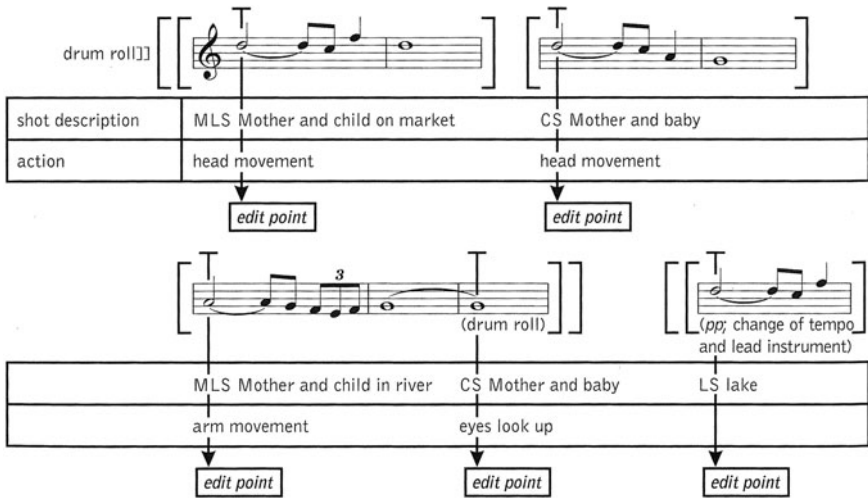 T
T
drum roll]]
shot description MLS Mother and child on market CS Mother and baby
action head movement head movement
edit point edit point
T
T
T
3
(drum roll)
(pp; change of tempo
and lead instrument)
MLS Mother and child in river CS Mother and baby LS lake
arm movement eyes look up
edit point edit point edit point